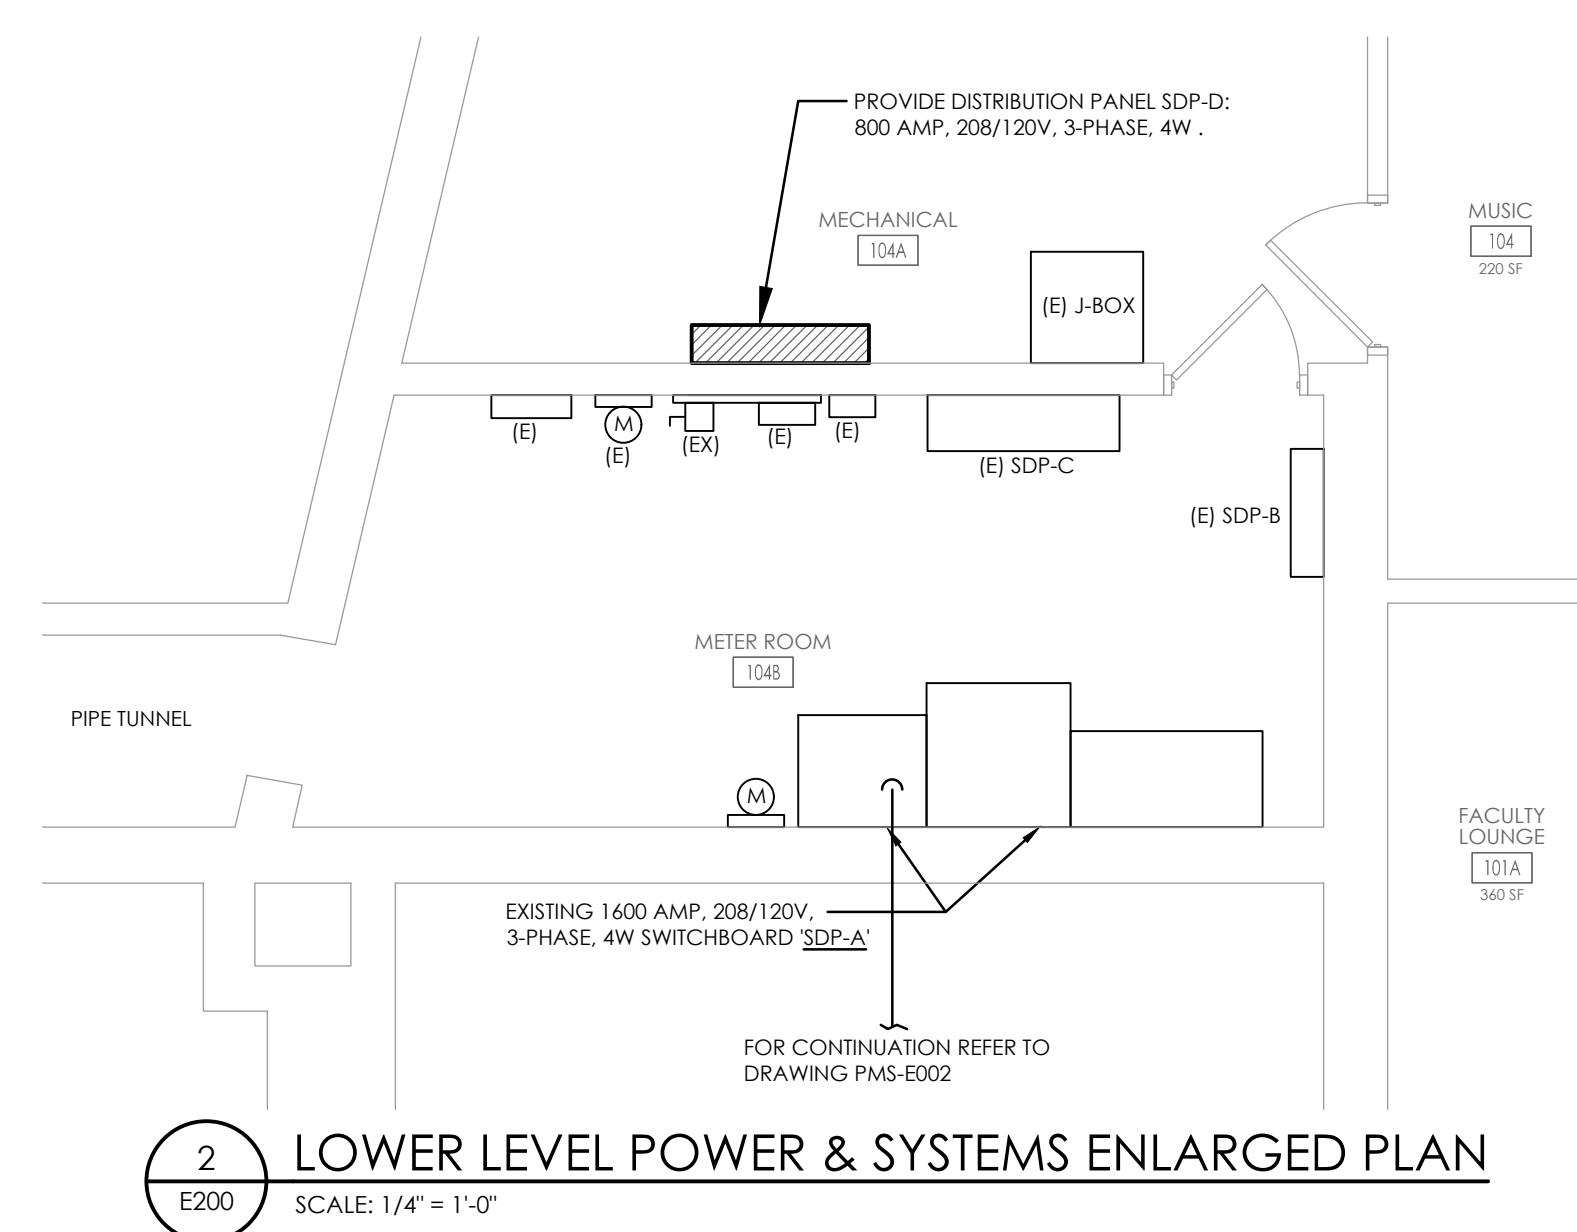 PROVIDE DISTRIBUTION PANEL SDP-D:
800 AMP, 208/120V, 3-PHASE, 4W .
MECHANICAL
104A
MUSIC
104
220 SF
(E) J-BOX
(E)
M
(E)
(EX)
(E)
(E)
(E) SDP-C
(E) SDP-B
METER ROOM
104B
PIPE TUNNEL
M
FACULTY
LOUNGE
101A
360 SF
EXISTING 1600 AMP, 208/120V,
3-PHASE, 4W SWITCHBOARD 'SDP-A'
FOR CONTINUATION REFER TO
DRAWING PMS-E002
2
E200
LOWER LEVEL POWER & SYSTEMS ENLARGED PLAN
SCALE: 1/4" = 1'-0"